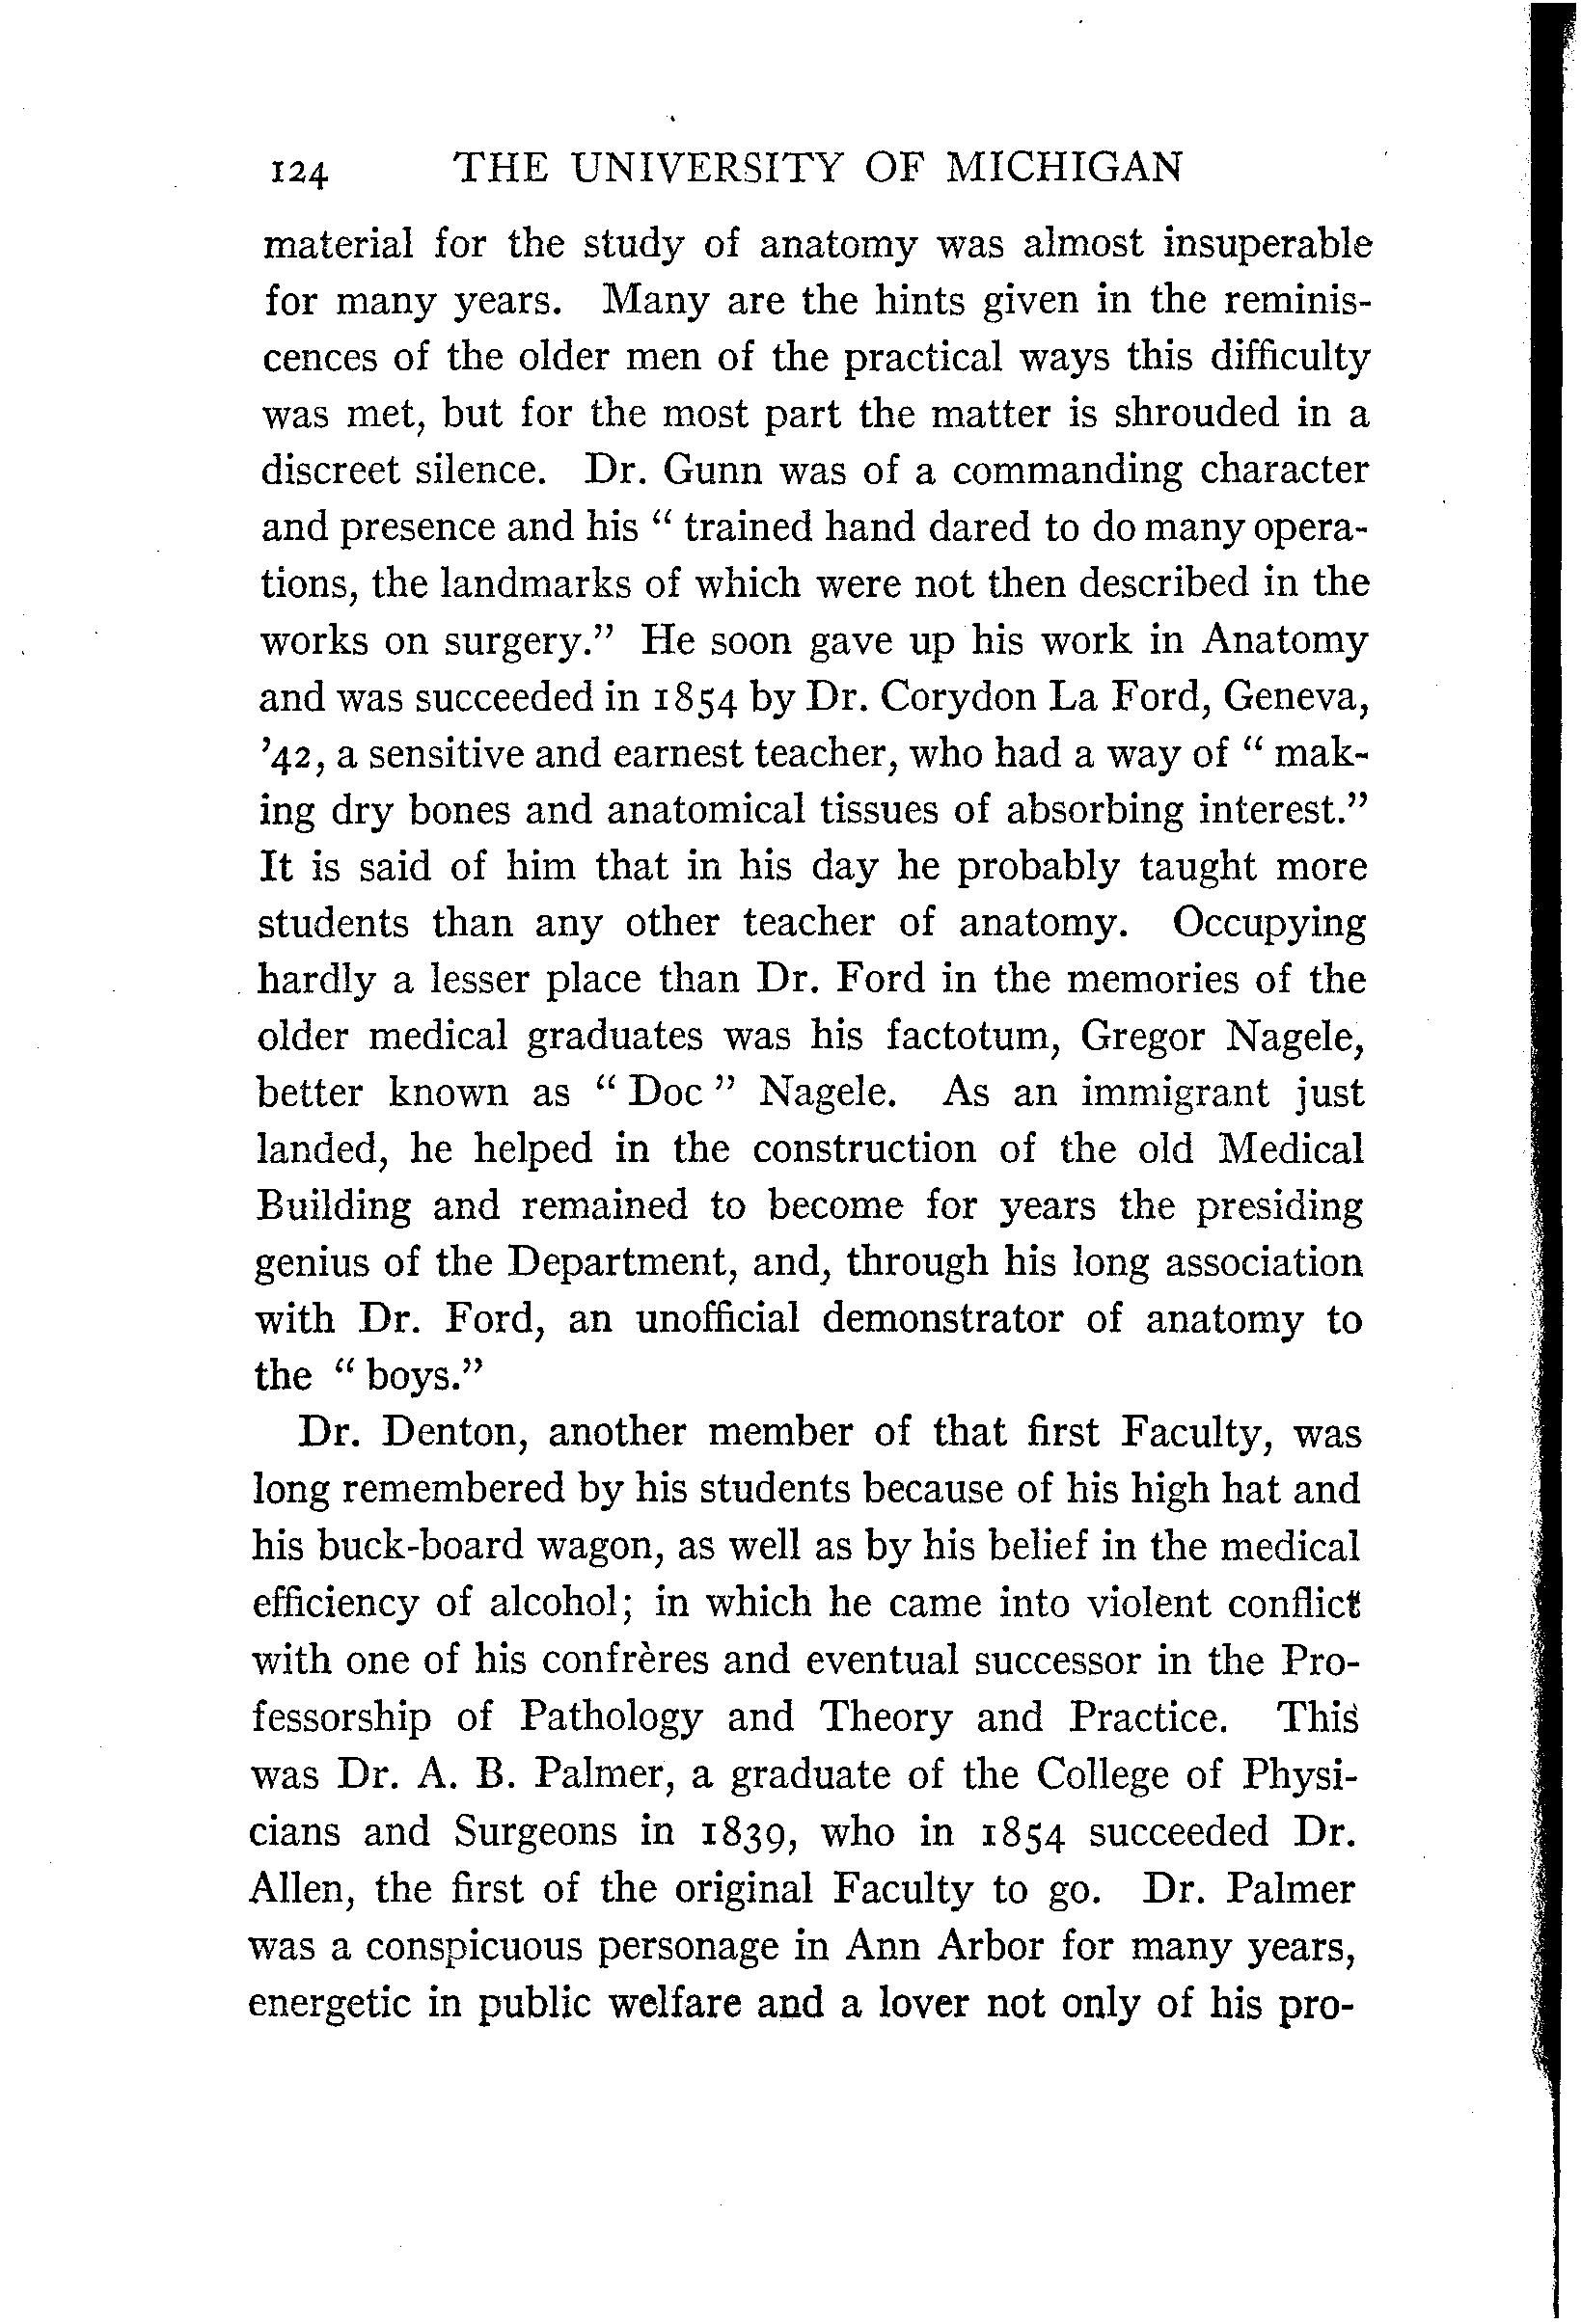 124 THE UNIVERSITY OF MICHIGAN
material for the study of anatomy was almost insuperable
for many years. Many are the hints given in the reminis-
cences of the older men of the practical ways this difficulty
was met, but for the most part the matter is shrouded in a
discreet silence. Dr. Gunn was of a commanding character
and presence and his “ trained hand dared to do many opera-
tions, the landmarks of which were not then described in the
works on surgery.” He soon gave up his work in Anatomy
and was succeeded in 1854 by Dr. Corydon La Ford, Geneva,
’42, a sensitive and earnest teacher, who had a way of “ mak-
ing dry bones and anatomical tissues of absorbing interest.”
It is said of him that in his day he probably taught more
students than any other teacher of anatomy. Occupying
hardly a lesser place than Dr. Ford in the memories of the
older medical graduates was his factotum, Gregor Nagele,
better known as “ Doc ” Nagele. As an immigrant just
landed, he helped in the construction of the old Medical
Building and remained to become for years the presiding
genius of the Department, and, through his long association
with Dr. Ford, an unofficial demonstrator of anatomy to
the “ boys.”
Dr. Denton, another member of that first Faculty, was
long remembered by his students because of his high hat and
his buck-board wagon, as well as by his belief in the medical
efficiency of alcohol; in which he came into violent conflict
with one of his confrères and eventual successor in the Pro-
fessorship of Pathology and Theory and Practice. This
was Dr. A. B. Palmer, a graduate of the College of Physi-
cians and Surgeons in 1839, who in 1854 succeeded Dr.
Allen, the first of the original Faculty to go. Dr. Palmer
was a conspicuous personage in Ann Arbor for many years,
energetic in public welfare and a lover not only of his pro-